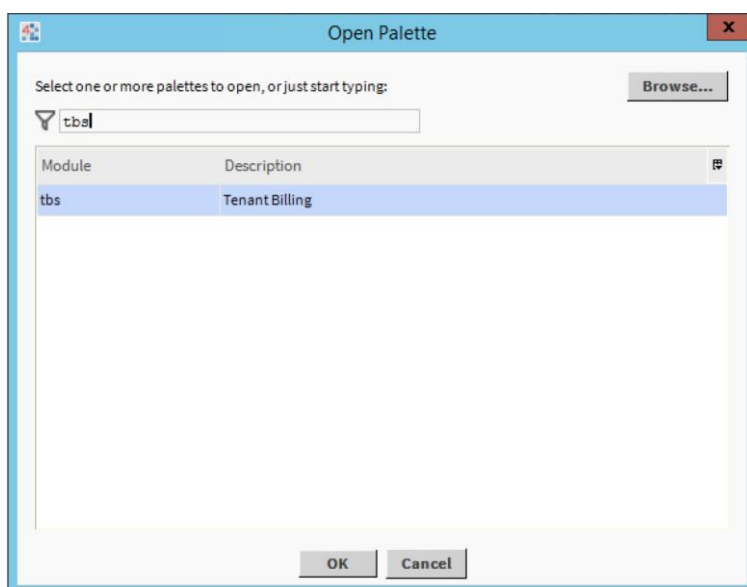 Open Palette
x
Select one or more palettes to open, or just start typing:
Browse...
tbs
Module Description
tbs Tenant Billing
OK Cancel